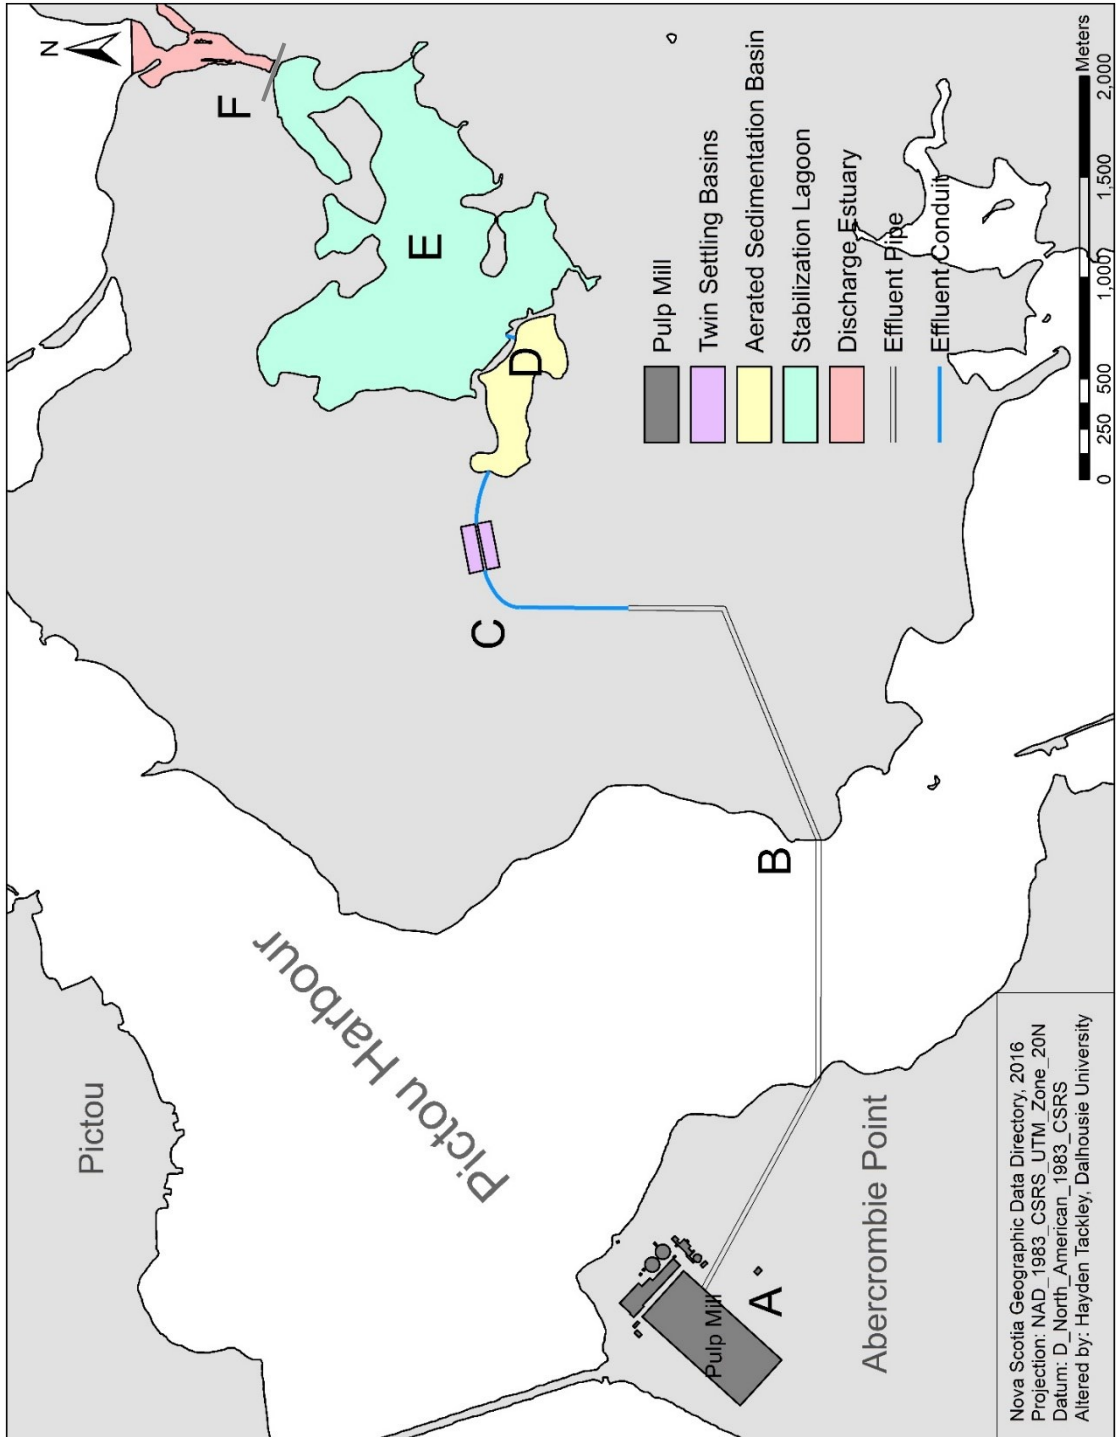 N
Pictou
Pictou Harbour
F
E
D
C
B
A
Pulp Mill
Abercrombie Point
Pulp Mill
Twin Settling Basins
Aerated Sedimentation Basin
Stabilization Lagoon
Discharge Estuary
Effluent Pipe
Effluent Conduit
0 250 500 1,000 1,500 2,000
Meters
Nova Scotia Geographic Data Directory, 2016
Projection: NAD_1983_CSRS_UTM_Zone_20N
Datum: D_North_American_1983_CSRS
Altered by: Hayden Tackley, Dalhousie University